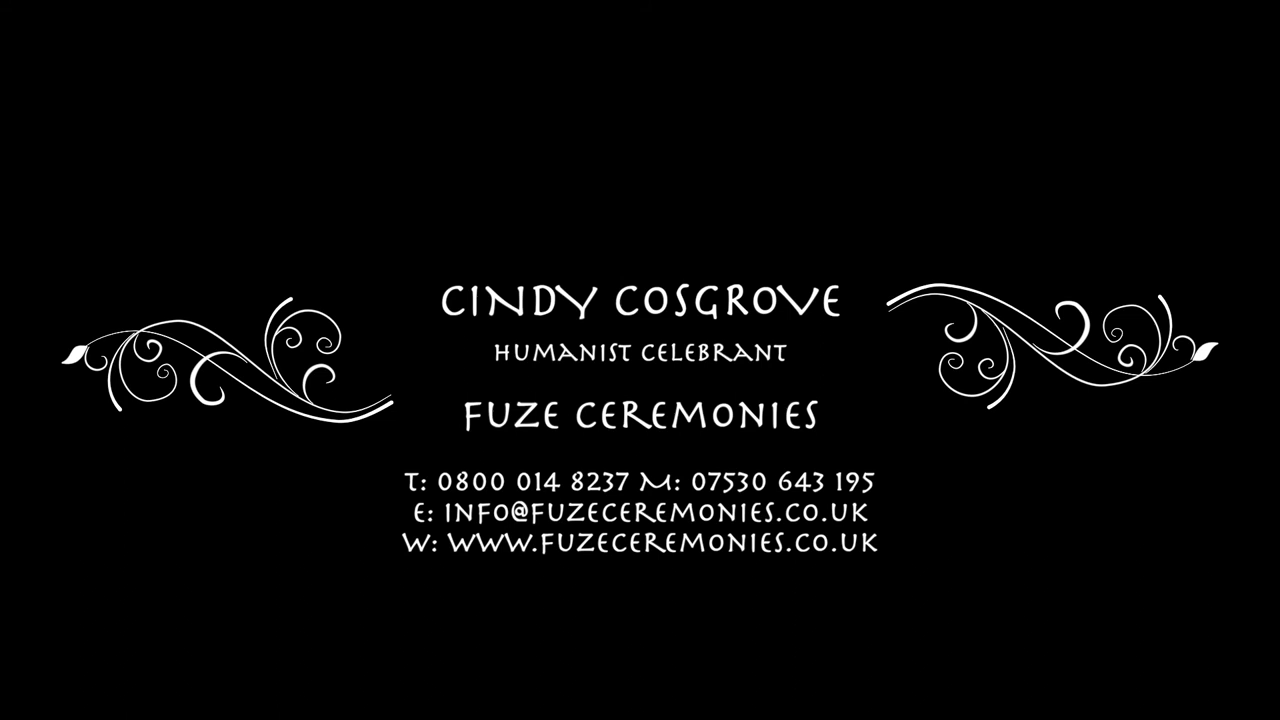 CINDY COSGROVE
HUMANIST CELEBRANT
FUZE CEREMONIES
T: 0800 014 8237 M: 07530 643 195
E: INFO@FUZECEREMONIES.CO.UK
W: WWW.FUZECEREMONIES.CO.UK